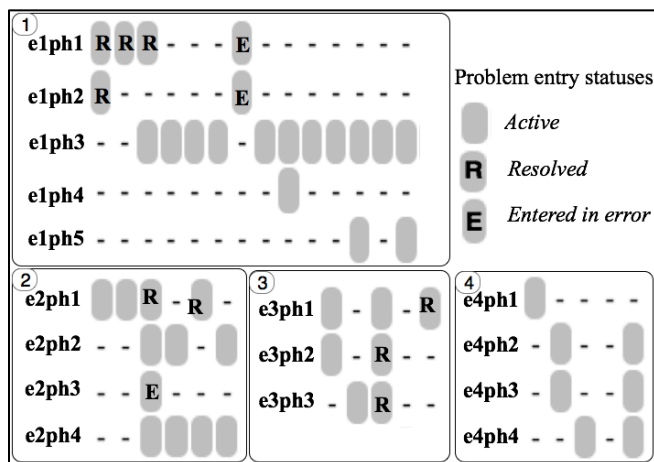 1
e1ph1 R R R - - - E - - - - - - -
e1ph2 R - - - - - E - - - - - - -
e1ph3 - - -
e1ph4 - - - - - - - - - - - - -
e1ph5 - - - - - - - - - - - -
Problem entry statuses
Active
R Resolved
E Entered in error
2
e2ph1 R - R -
e2ph2 - - -
e2ph3 - - E - - -
e2ph4 - -
3
e3ph1 - - R
e3ph2 - R - -
e3ph3 - R - -
4
e4ph1 - - - -
e4ph2 - - -
e4ph3 - - -
e4ph4 - - -